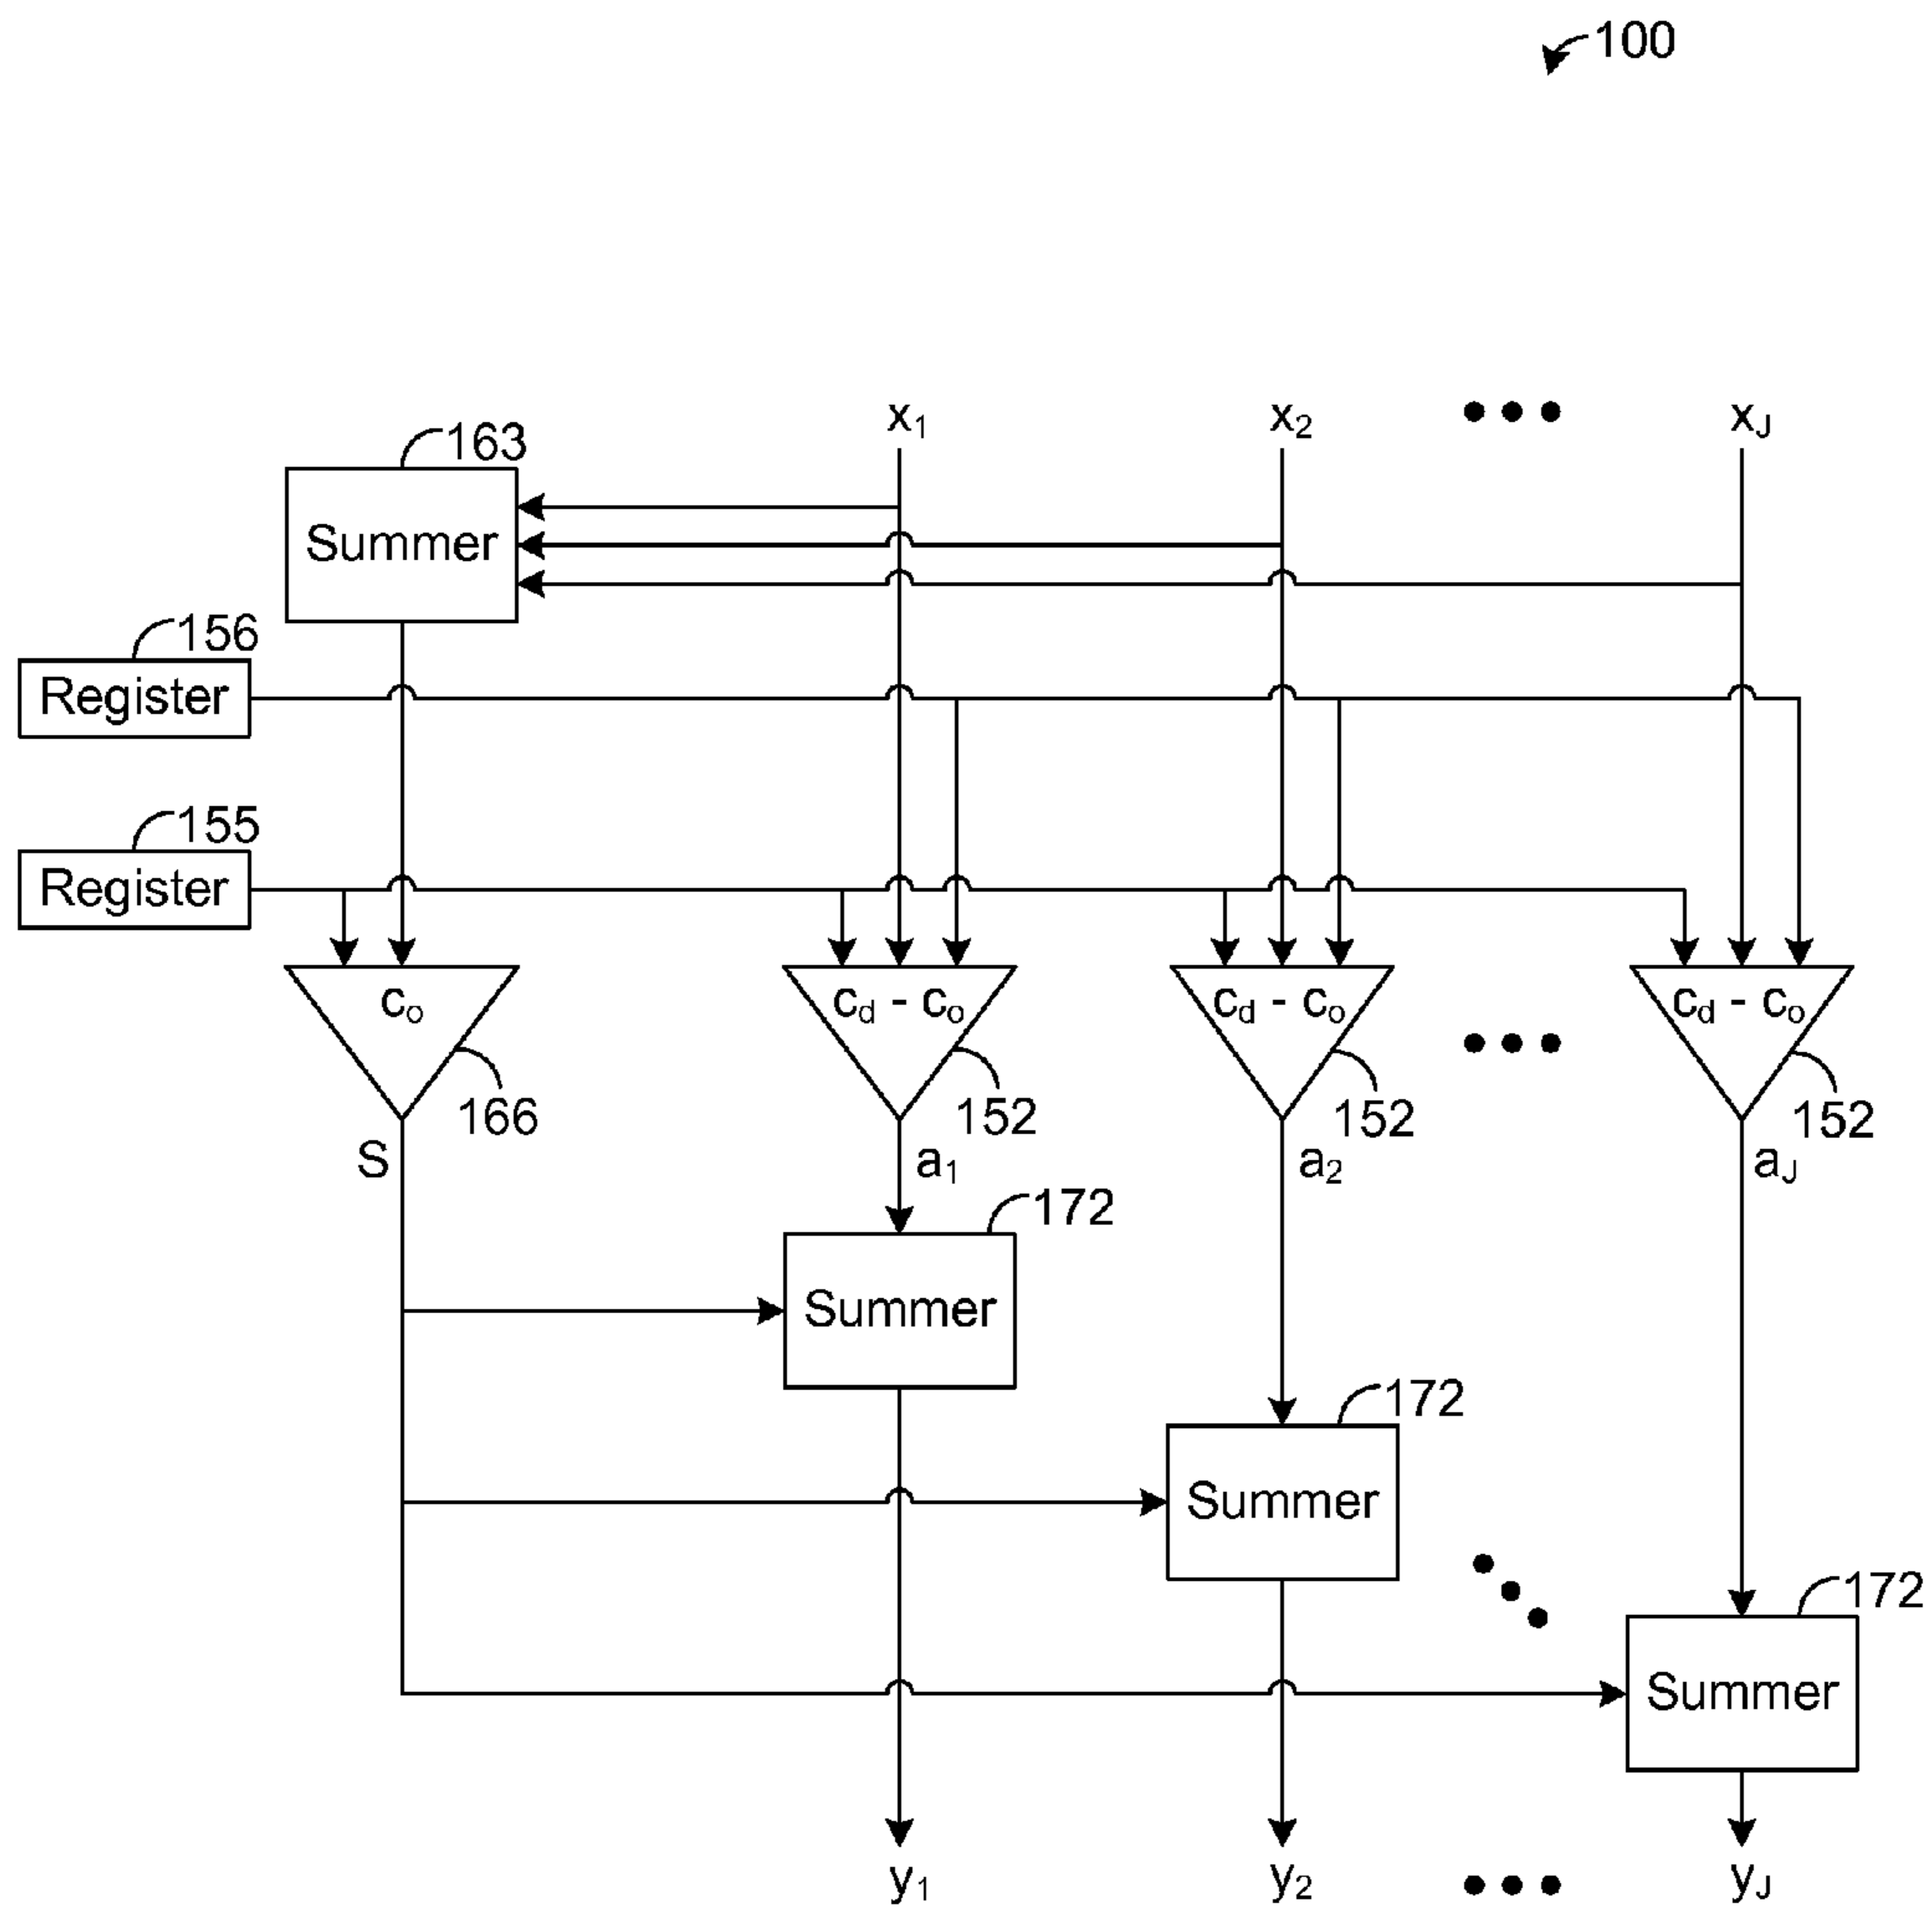 100
x1 x2 ••• xJ
163
Summer
156
Register
155
Register
co cd - co cd - co ••• cd - co
166 152 152 152
S a1 a2 aJ
172
Summer
172
Summer
172
Summer
y1 y2 ••• yJ